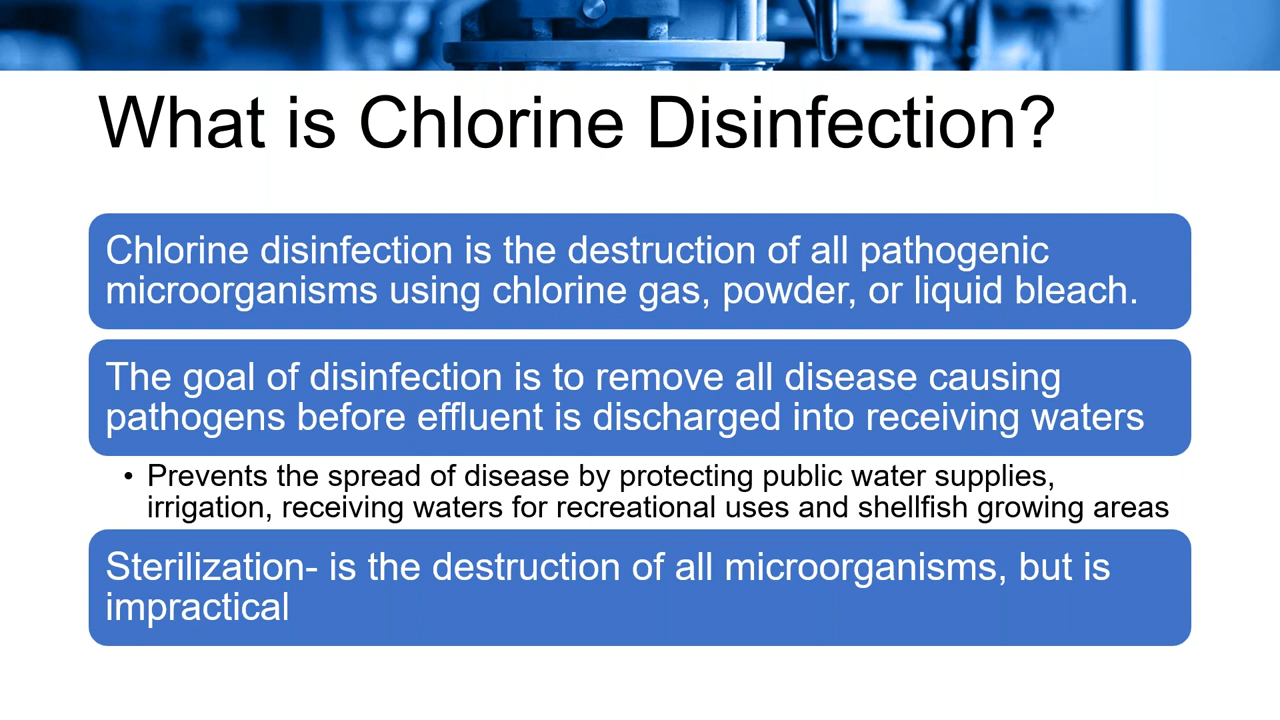 What is Chlorine Disinfection?
Chlorine disinfection is the destruction of all pathogenic
microorganisms using chlorine gas, powder, or liquid bleach.
The goal of disinfection is to remove all disease causing
pathogens before effluent is discharged into receiving waters
• Prevents the spread of disease by protecting public water supplies,
irrigation, receiving waters for recreational uses and shellfish growing areas
Sterilization- is the destruction of all microorganisms, but is
impractical